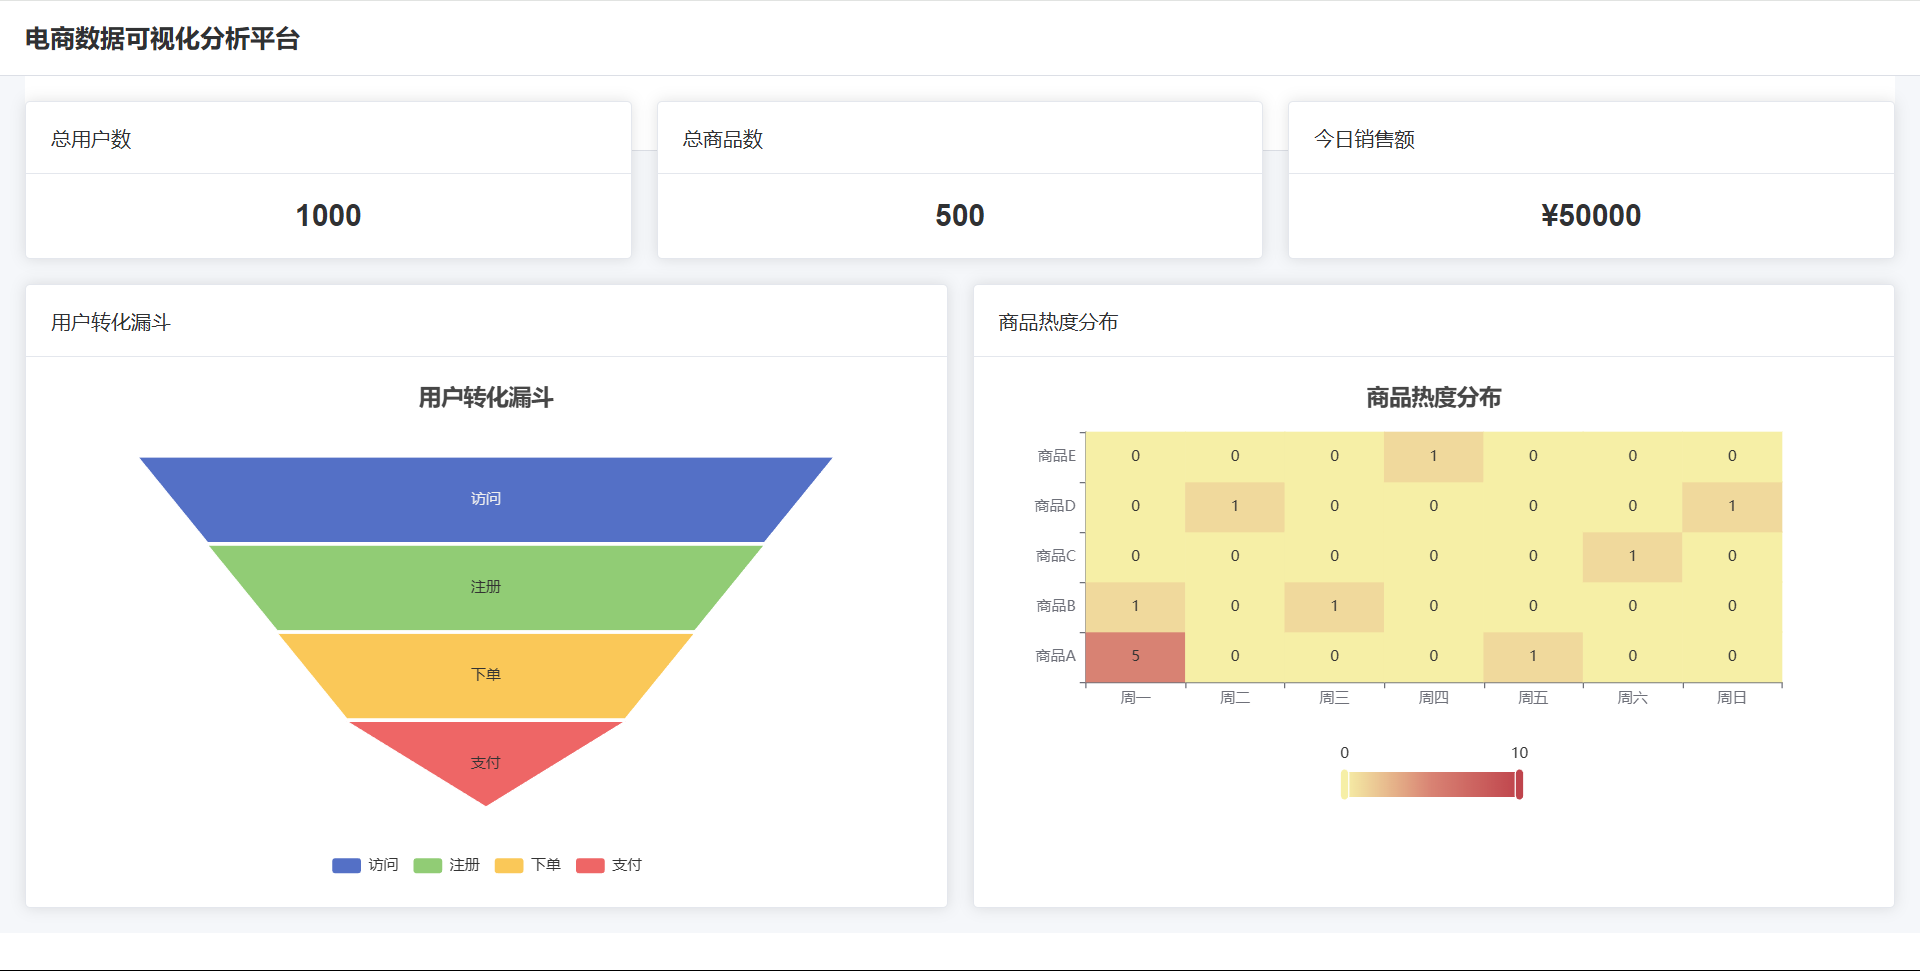 电商数据可视化分析平台
总用户数
1000
总商品数
500
今日销售额
¥50000
用户转化漏斗
用户转化漏斗
访问
注册
下单
支付
访问 注册 下单 支付
商品热度分布
商品热度分布
商品E 0 0 0 1 0 0 0
商品D 0 1 0 0 0 0 1
商品C 0 0 0 0 0 1 0
商品B 1 0 1 0 0 0 0
商品A 5 0 0 0 1 0 0
周一 周二 周三 周四 周五 周六 周日
0 10